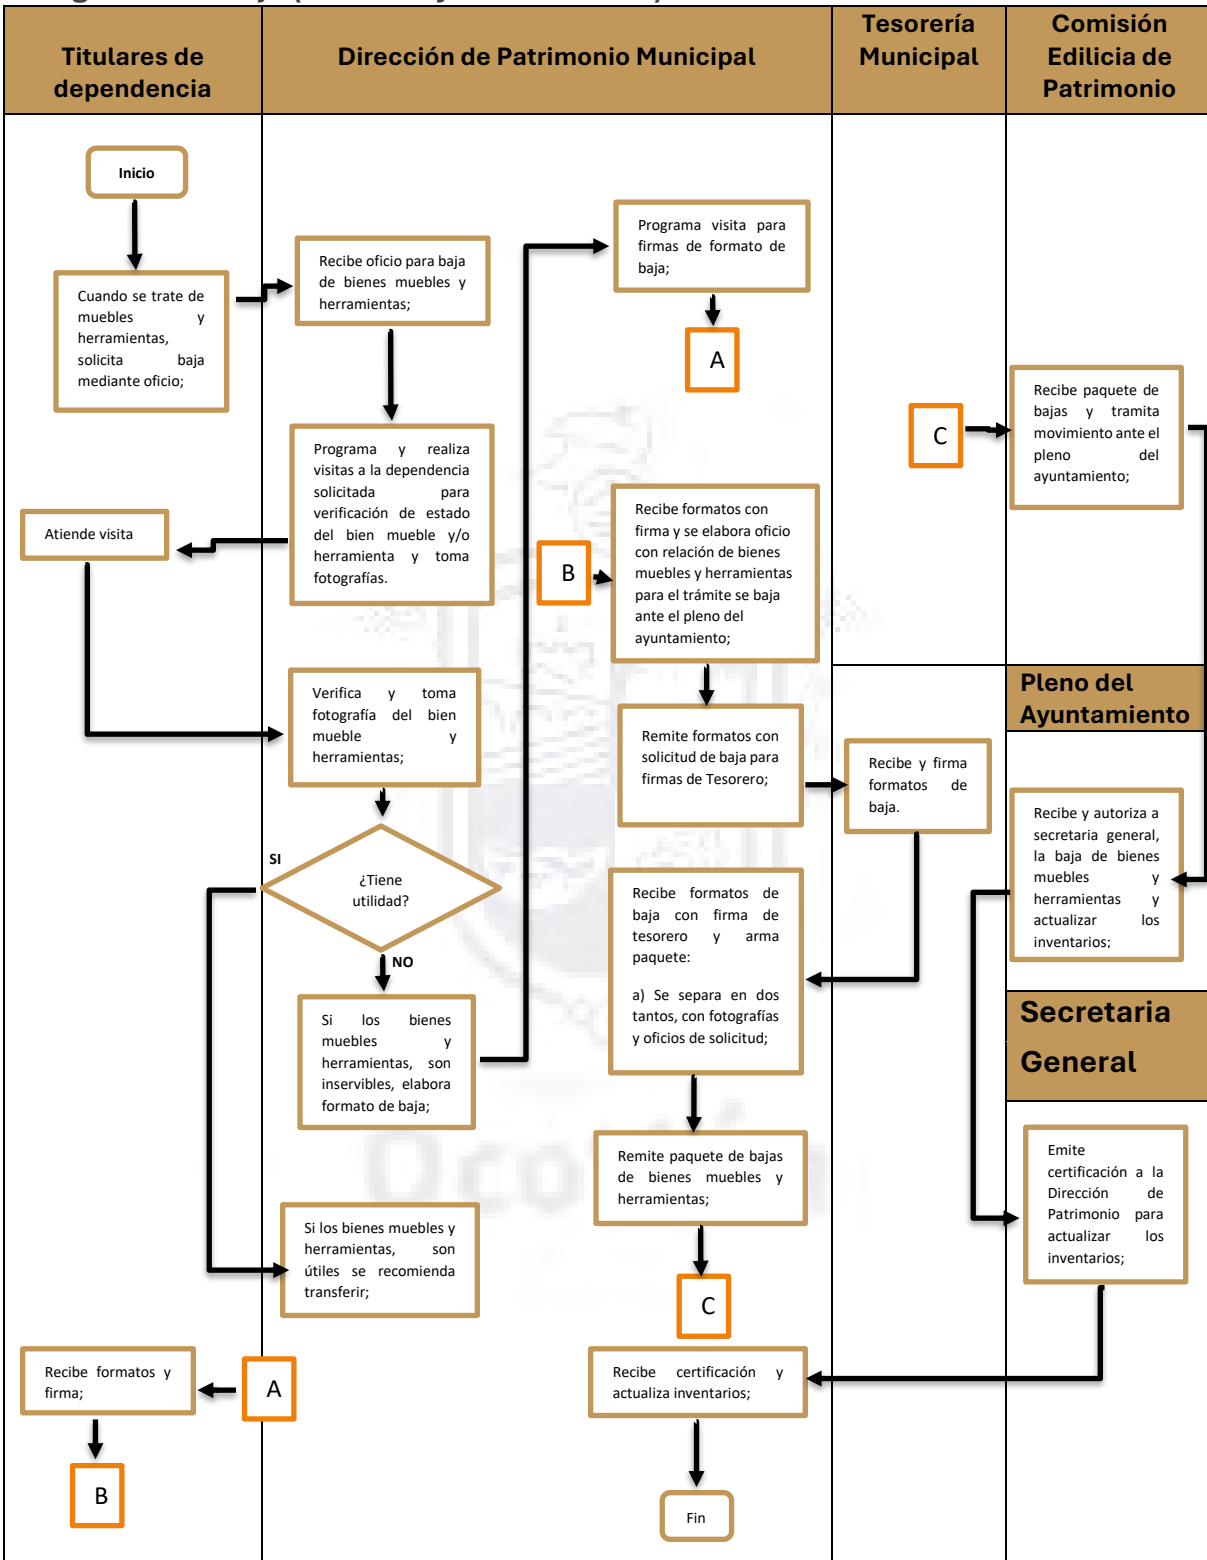 Titulares de
dependencia
Dirección de Patrimonio Municipal
Tesorería
Municipal
Comisión
Edilicia de
Patrimonio
Inicio
Cuando se trate de
muebles y
herramientas,
solicita baja
mediante oficio;
Recibe oficio para baja
de bienes muebles y
herramientas;
Programa y realiza
visitas a la dependencia
solicitada para
verificación de estado
del bien mueble y/o
herramienta y toma
fotografías.
Atiende visita
Verifica y toma
fotografía del bien
mueble y
herramientas;
¿Tiene
utilidad?
SI
NO
Si los bienes
muebles y
herramientas, son
inservibles, elabora
formato de baja;
Si los bienes muebles y
herramientas, son
útiles se recomienda
transferir;
Programa visita para
firmas de formato de
baja;
A
A
Recibe formatos y
firma;
B
B
Recibe formatos con
firma y se elabora oficio
con relación de bienes
muebles y herramientas
para el trámite se baja
ante el pleno del
ayuntamiento;
Remite formatos con
solicitud de baja para
firmas de Tesorero;
Recibe y firma
formatos de
baja.
Recibe formatos de
baja con firma de
tesorero y arma
paquete:
a) Se separa en dos
tantos, con fotografías
y oficios de solicitud;
Remite paquete de bajas
de bienes muebles y
herramientas;
C
C
Recibe paquete de
bajas y tramita
movimiento ante el
pleno del
ayuntamiento;
Pleno del
Ayuntamiento
Recibe y autoriza a
secretaria general,
la baja de bienes
muebles y
herramientas y
actualizar los
inventarios;
Secretaria
General
Emite
certificación a la
Dirección de
Patrimonio para
actualizar los
inventarios;
Recibe certificación y
actualiza inventarios;
Fin